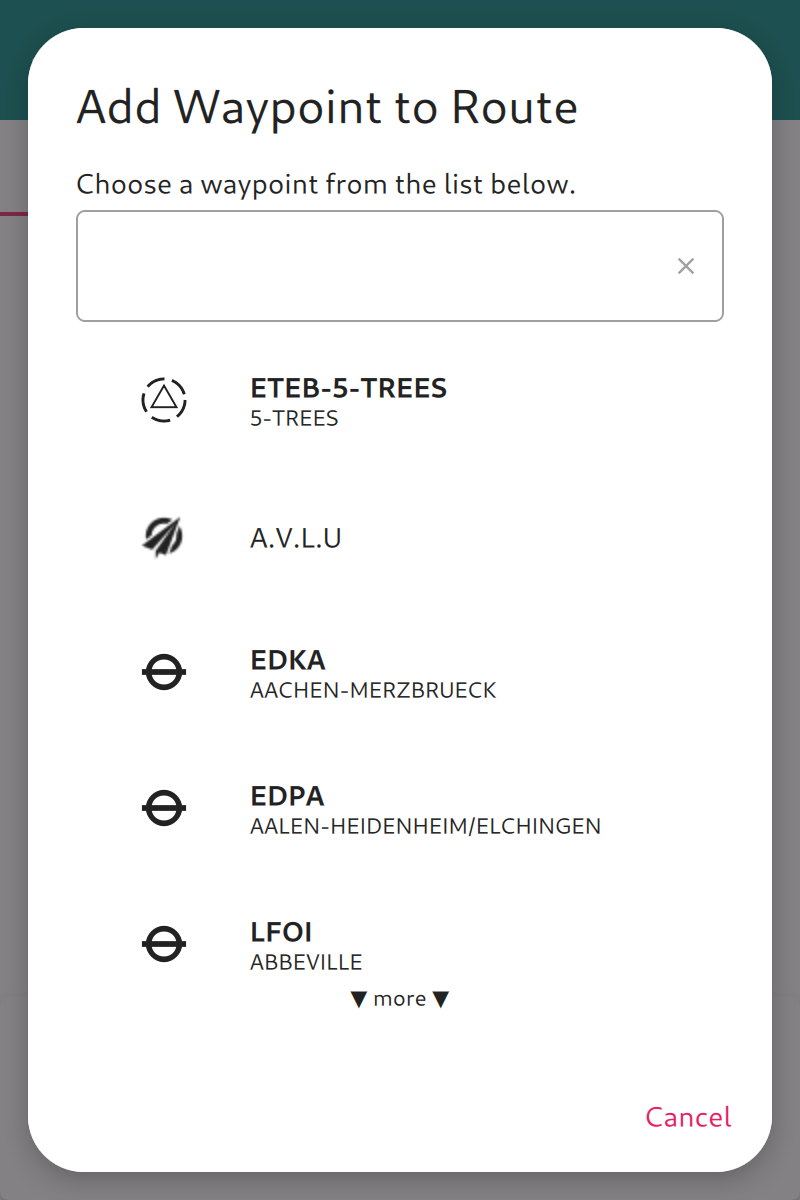 Add Waypoint to Route
Choose a waypoint from the list below.
ETEB-5-TREES
5-TREES
A.V.L.U
EDKA
AACHEN-MERZBRUECK
EDPA
AALEN-HEIDENHEIM/ELCHINGEN
LFOI
ABBEVILLE
▼ more ▼
Cancel